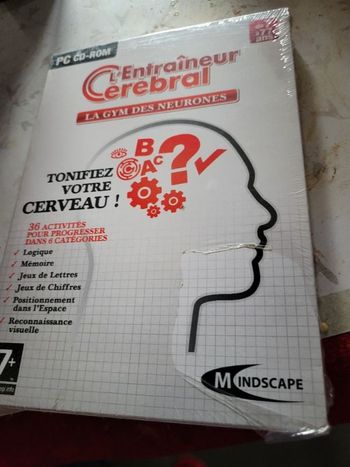 PC CD-ROM
L'Entraîneur
Cérébral
LA GYM DES NEURONES
B
AC
?
TONIFIEZ
VOTRE
CERVEAU !
36 ACTIVITÉS
POUR PROGRESSER
DANS 6 CATÉGORIES
Logique
Mémoire
Jeux de Lettres
Jeux de Chiffres
Positionnement
dans l'Espace
Reconnaissance
visuelle
7+
MINDSCAPE